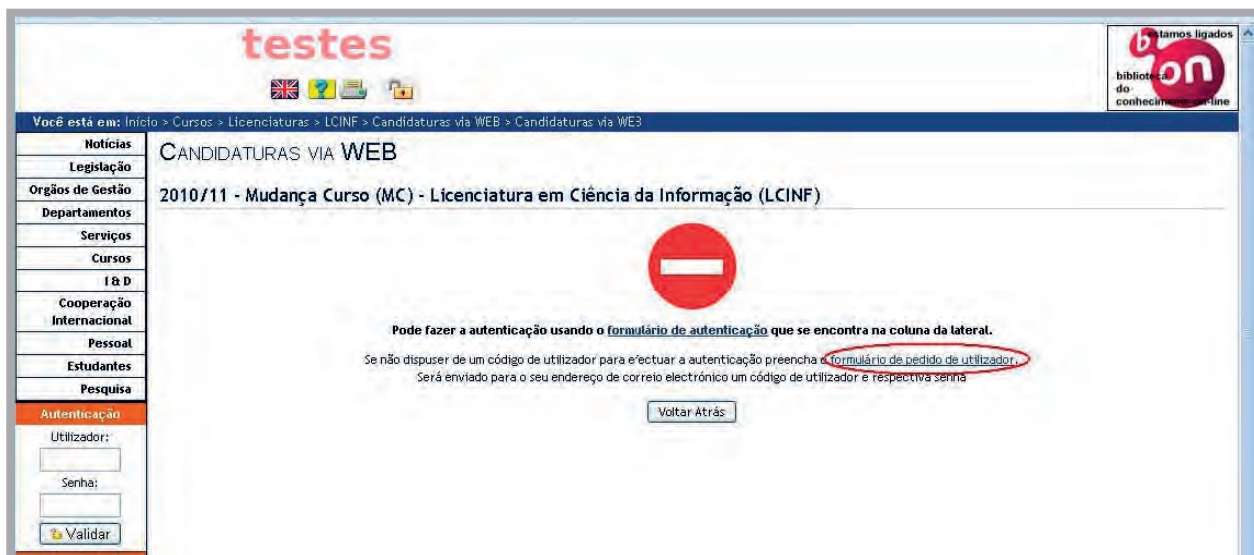 testes
estamos ligados
b
on
biblioteca
do
conhecimento on-line
Você está em: Início > Cursos > Licenciaturas > LCINF > Candidaturas via WEB > Candidaturas via WEB
Notícias
Legislação
Orgãos de Gestão
Departamentos
Serviços
Cursos
I & D
Cooperação
Internacional
Pessoal
Estudantes
Pesquisa
Autenticação
Utilizador:
Senha:
Validar
CANDIDATURAS VIA WEB
2010/11 - Mudança Curso (MC) - Licenciatura em Ciência da Informação (LCINF)
Pode fazer a autenticação usando o formulário de autenticação que se encontra na coluna da lateral.
Se não dispuser de um código de utilizador para efectuar a autenticação preencha o formulário de pedido de utilizador.
Será enviado para o seu endereço de correio electrónico um código de utilizador e respectiva senha
Voltar Atrás